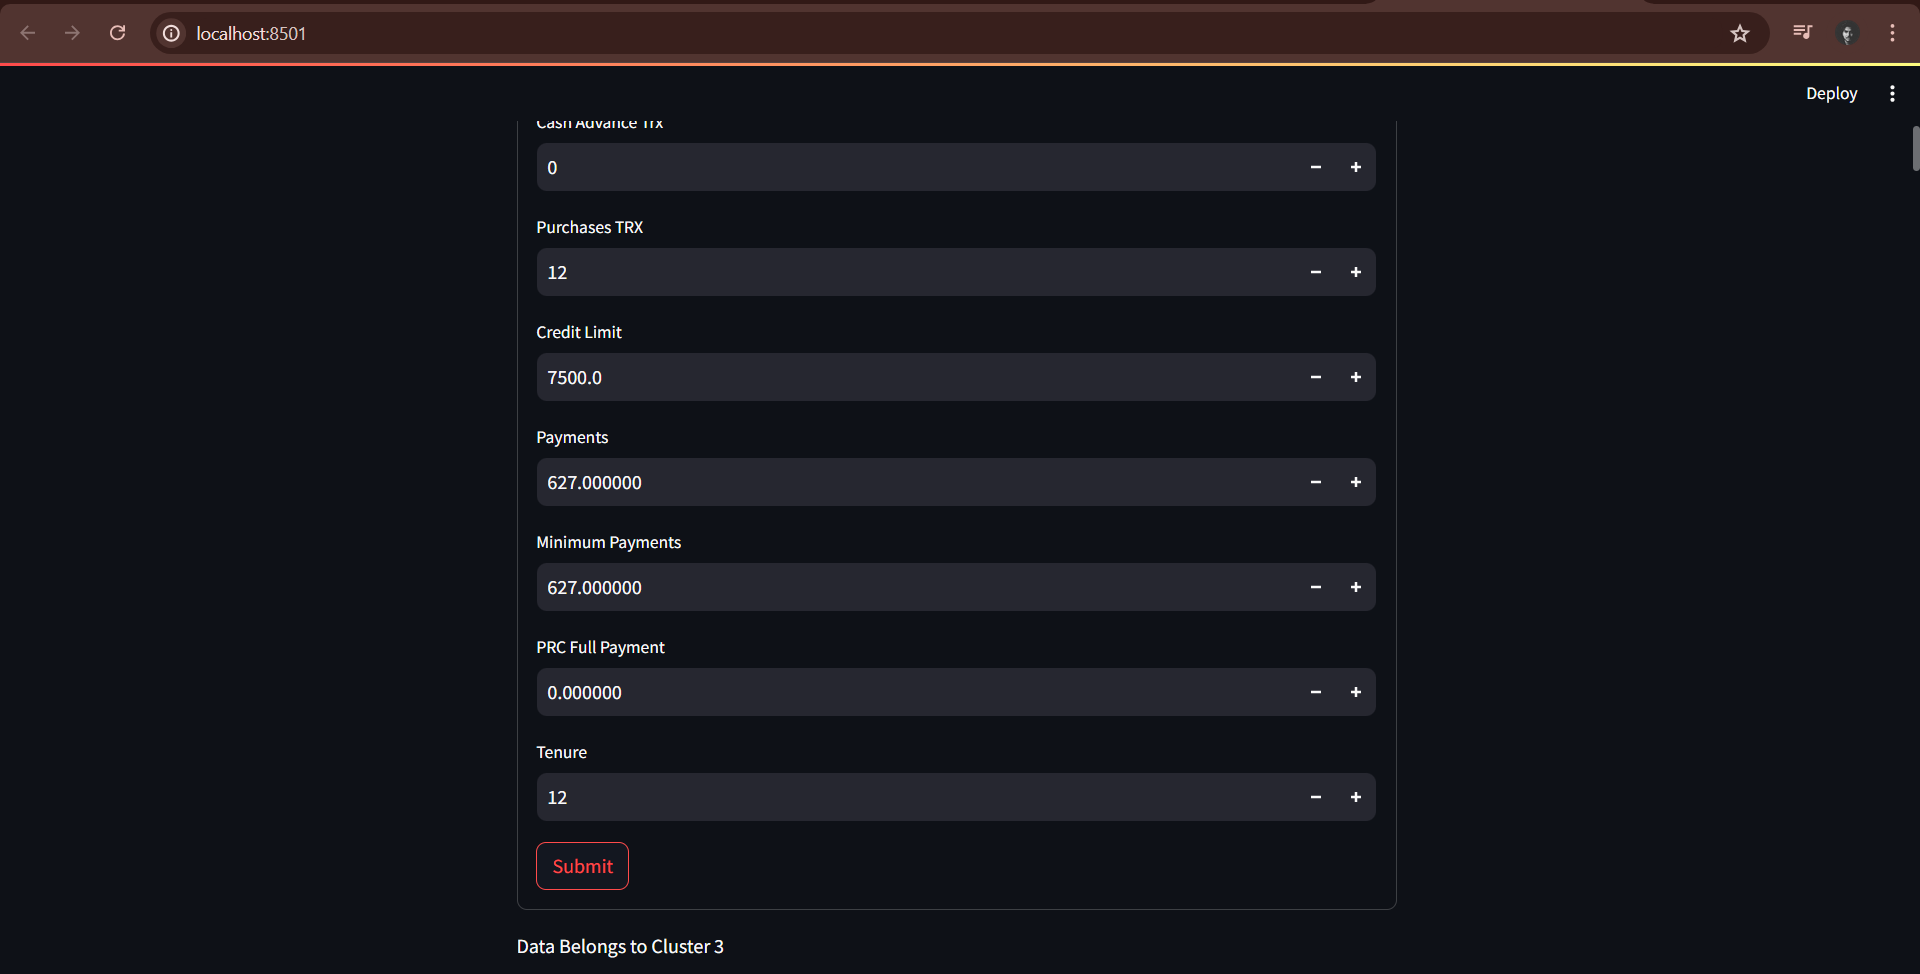 localhost:8501
Deploy
Cash Advance Trx
0
Purchases TRX
12
Credit Limit
7500.0
Payments
627.000000
Minimum Payments
627.000000
PRC Full Payment
0.000000
Tenure
12
Submit
Data Belongs to Cluster 3